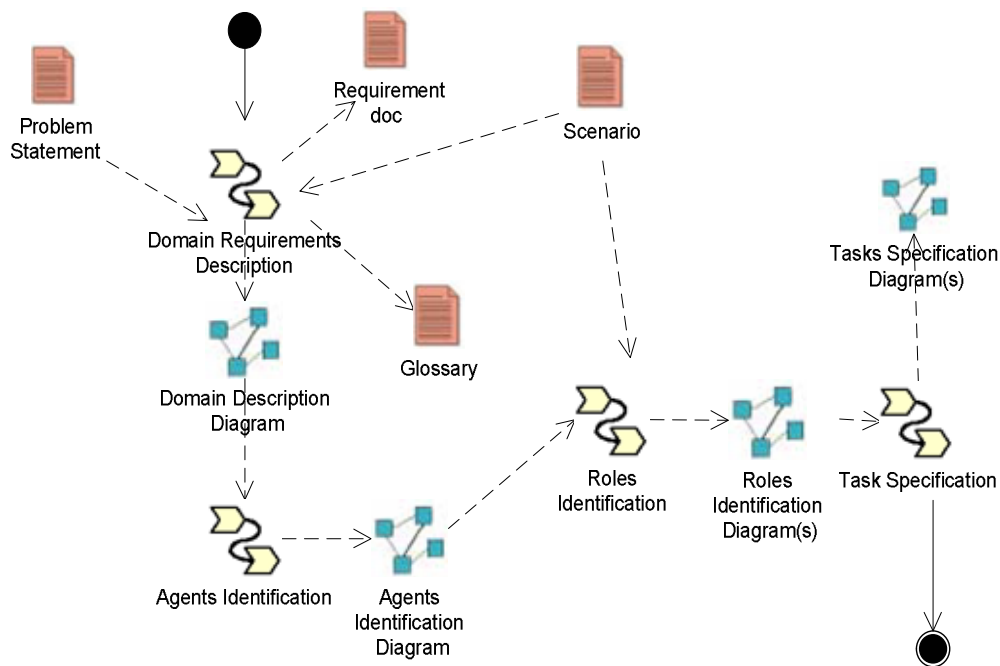 Problem
Statement
Requirement
doc
Scenario
Domain Requirements
Description
Tasks Specification
Diagram(s)
Glossary
Domain Description
Diagram
Roles
Identification
Roles
Identification
Diagram(s)
Task Specification
Agents Identification
Agents
Identification
Diagram